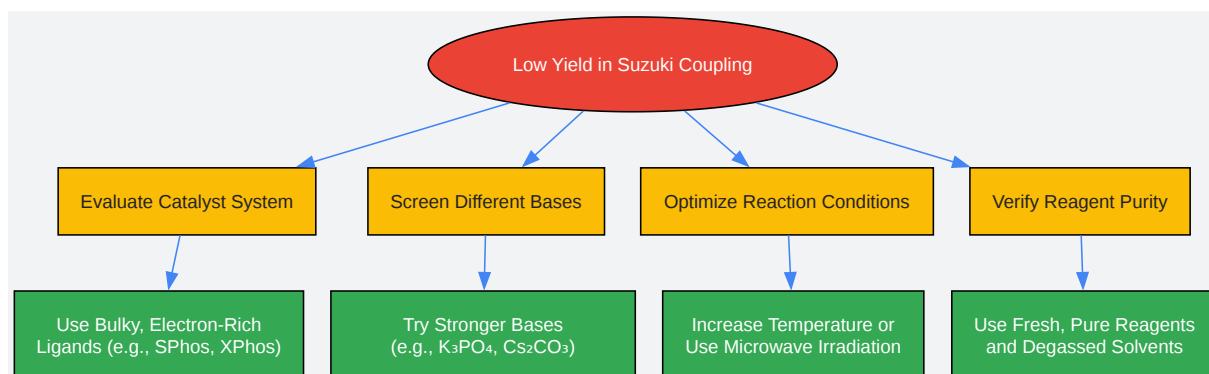 Low Yield in Suzuki Coupling
Evaluate Catalyst System
Screen Different Bases
Optimize Reaction Conditions
Verify Reagent Purity
Use Bulky, Electron-Rich
Ligands (e.g., SPhos, XPhos)
Try Stronger Bases
(e.g., K₃PO₄, Cs₂CO₃)
Increase Temperature or
Use Microwave Irradiation
Use Fresh, Pure Reagents
and Degassed Solvents